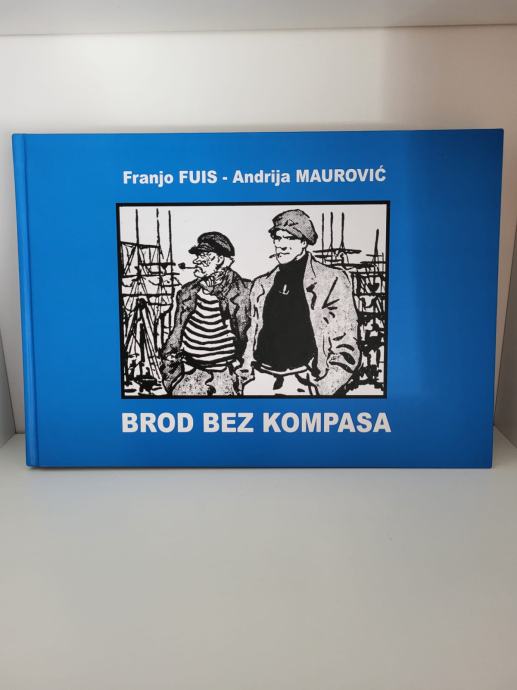 Franjo FUIS - Andrija MAUROVIĆ
BROD BEZ KOMPASA